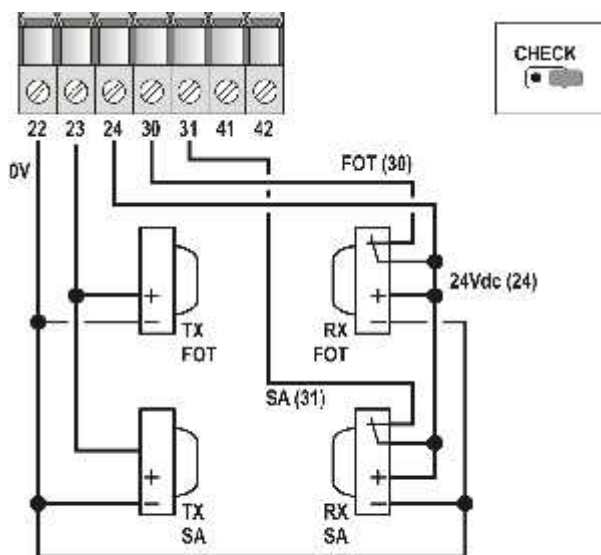 CHECK
22 23 24 30 31 41 42
0V
FOT (30)
24Vdc (24)
+
−
TX
FOT
+
−
RX
FOT
SA (31)
+
−
TX
SA
+
−
RX
SA